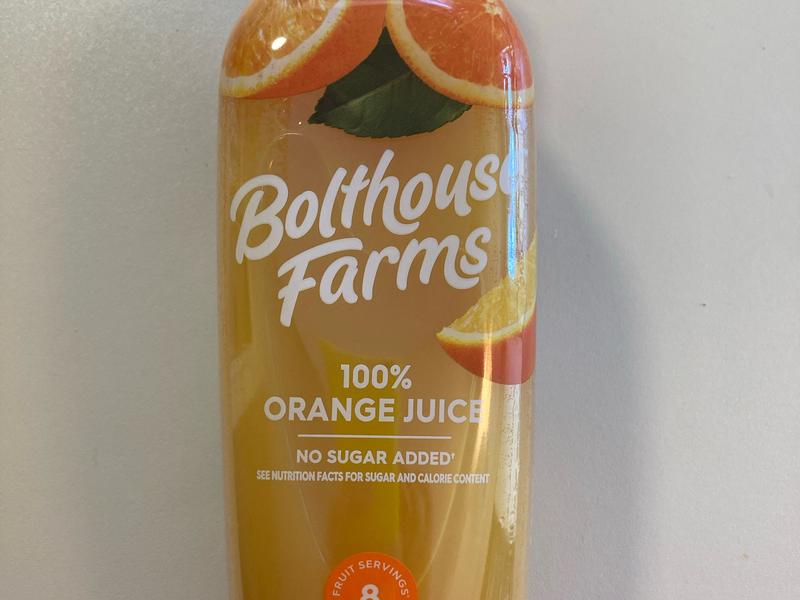 Bolthouse
Farms
100%
ORANGE JUICE
NO SUGAR ADDED†
SEE NUTRITION FACTS FOR SUGAR AND CALORIE CONTENT
FRUIT SERVINGS*
8